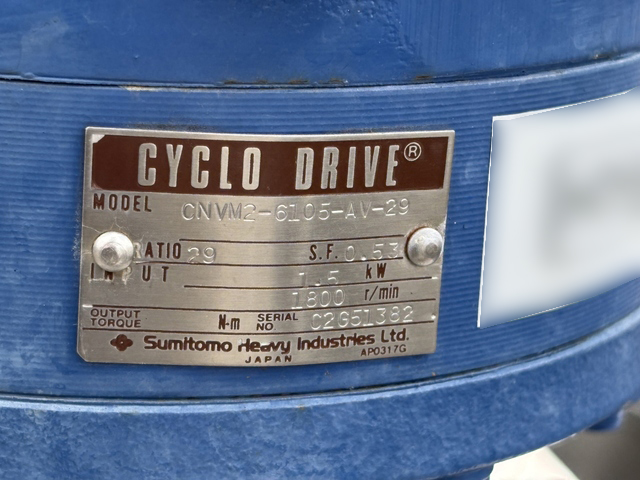 CYCLO DRIVE®
MODEL CNVM2-6105-AV-29
RATIO 29 S.F. 0.53
INPUT 1.5 kW
1800 r/min
OUTPUT TORQUE N·m SERIAL NO. C2G51382
Sumitomo Heavy Industries Ltd.
JAPAN AP0317G